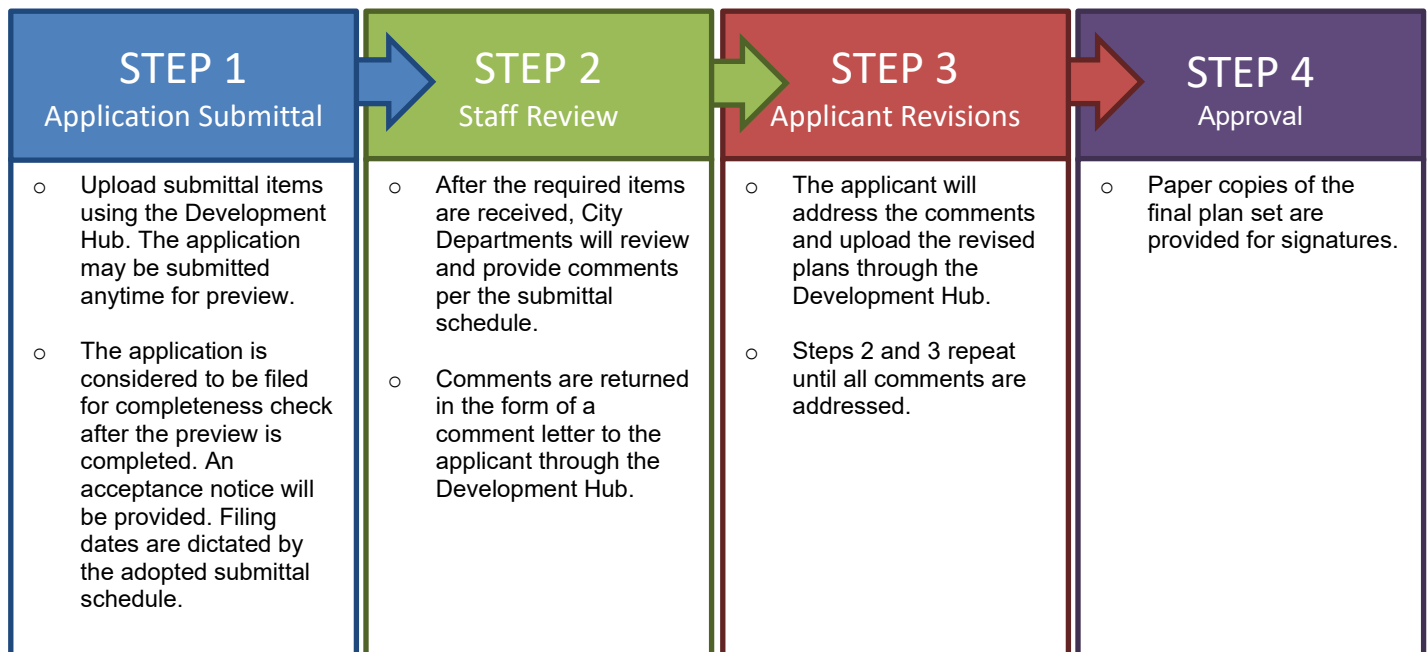 STEP 1
Application Submittal
○ Upload submittal items
using the Development
Hub. The application
may be submitted
anytime for preview.
○ The application is
considered to be filed
for completeness check
after the preview is
completed. An
acceptance notice will
be provided. Filing
dates are dictated by
the adopted submittal
schedule.
STEP 2
Staff Review
○ After the required items
are received, City
Departments will review
and provide comments
per the submittal
schedule.
○ Comments are returned
in the form of a
comment letter to the
applicant through the
Development Hub.
STEP 3
Applicant Revisions
○ The applicant will
address the comments
and upload the revised
plans through the
Development Hub.
○ Steps 2 and 3 repeat
until all comments are
addressed.
STEP 4
Approval
○ Paper copies of the
final plan set are
provided for signatures.